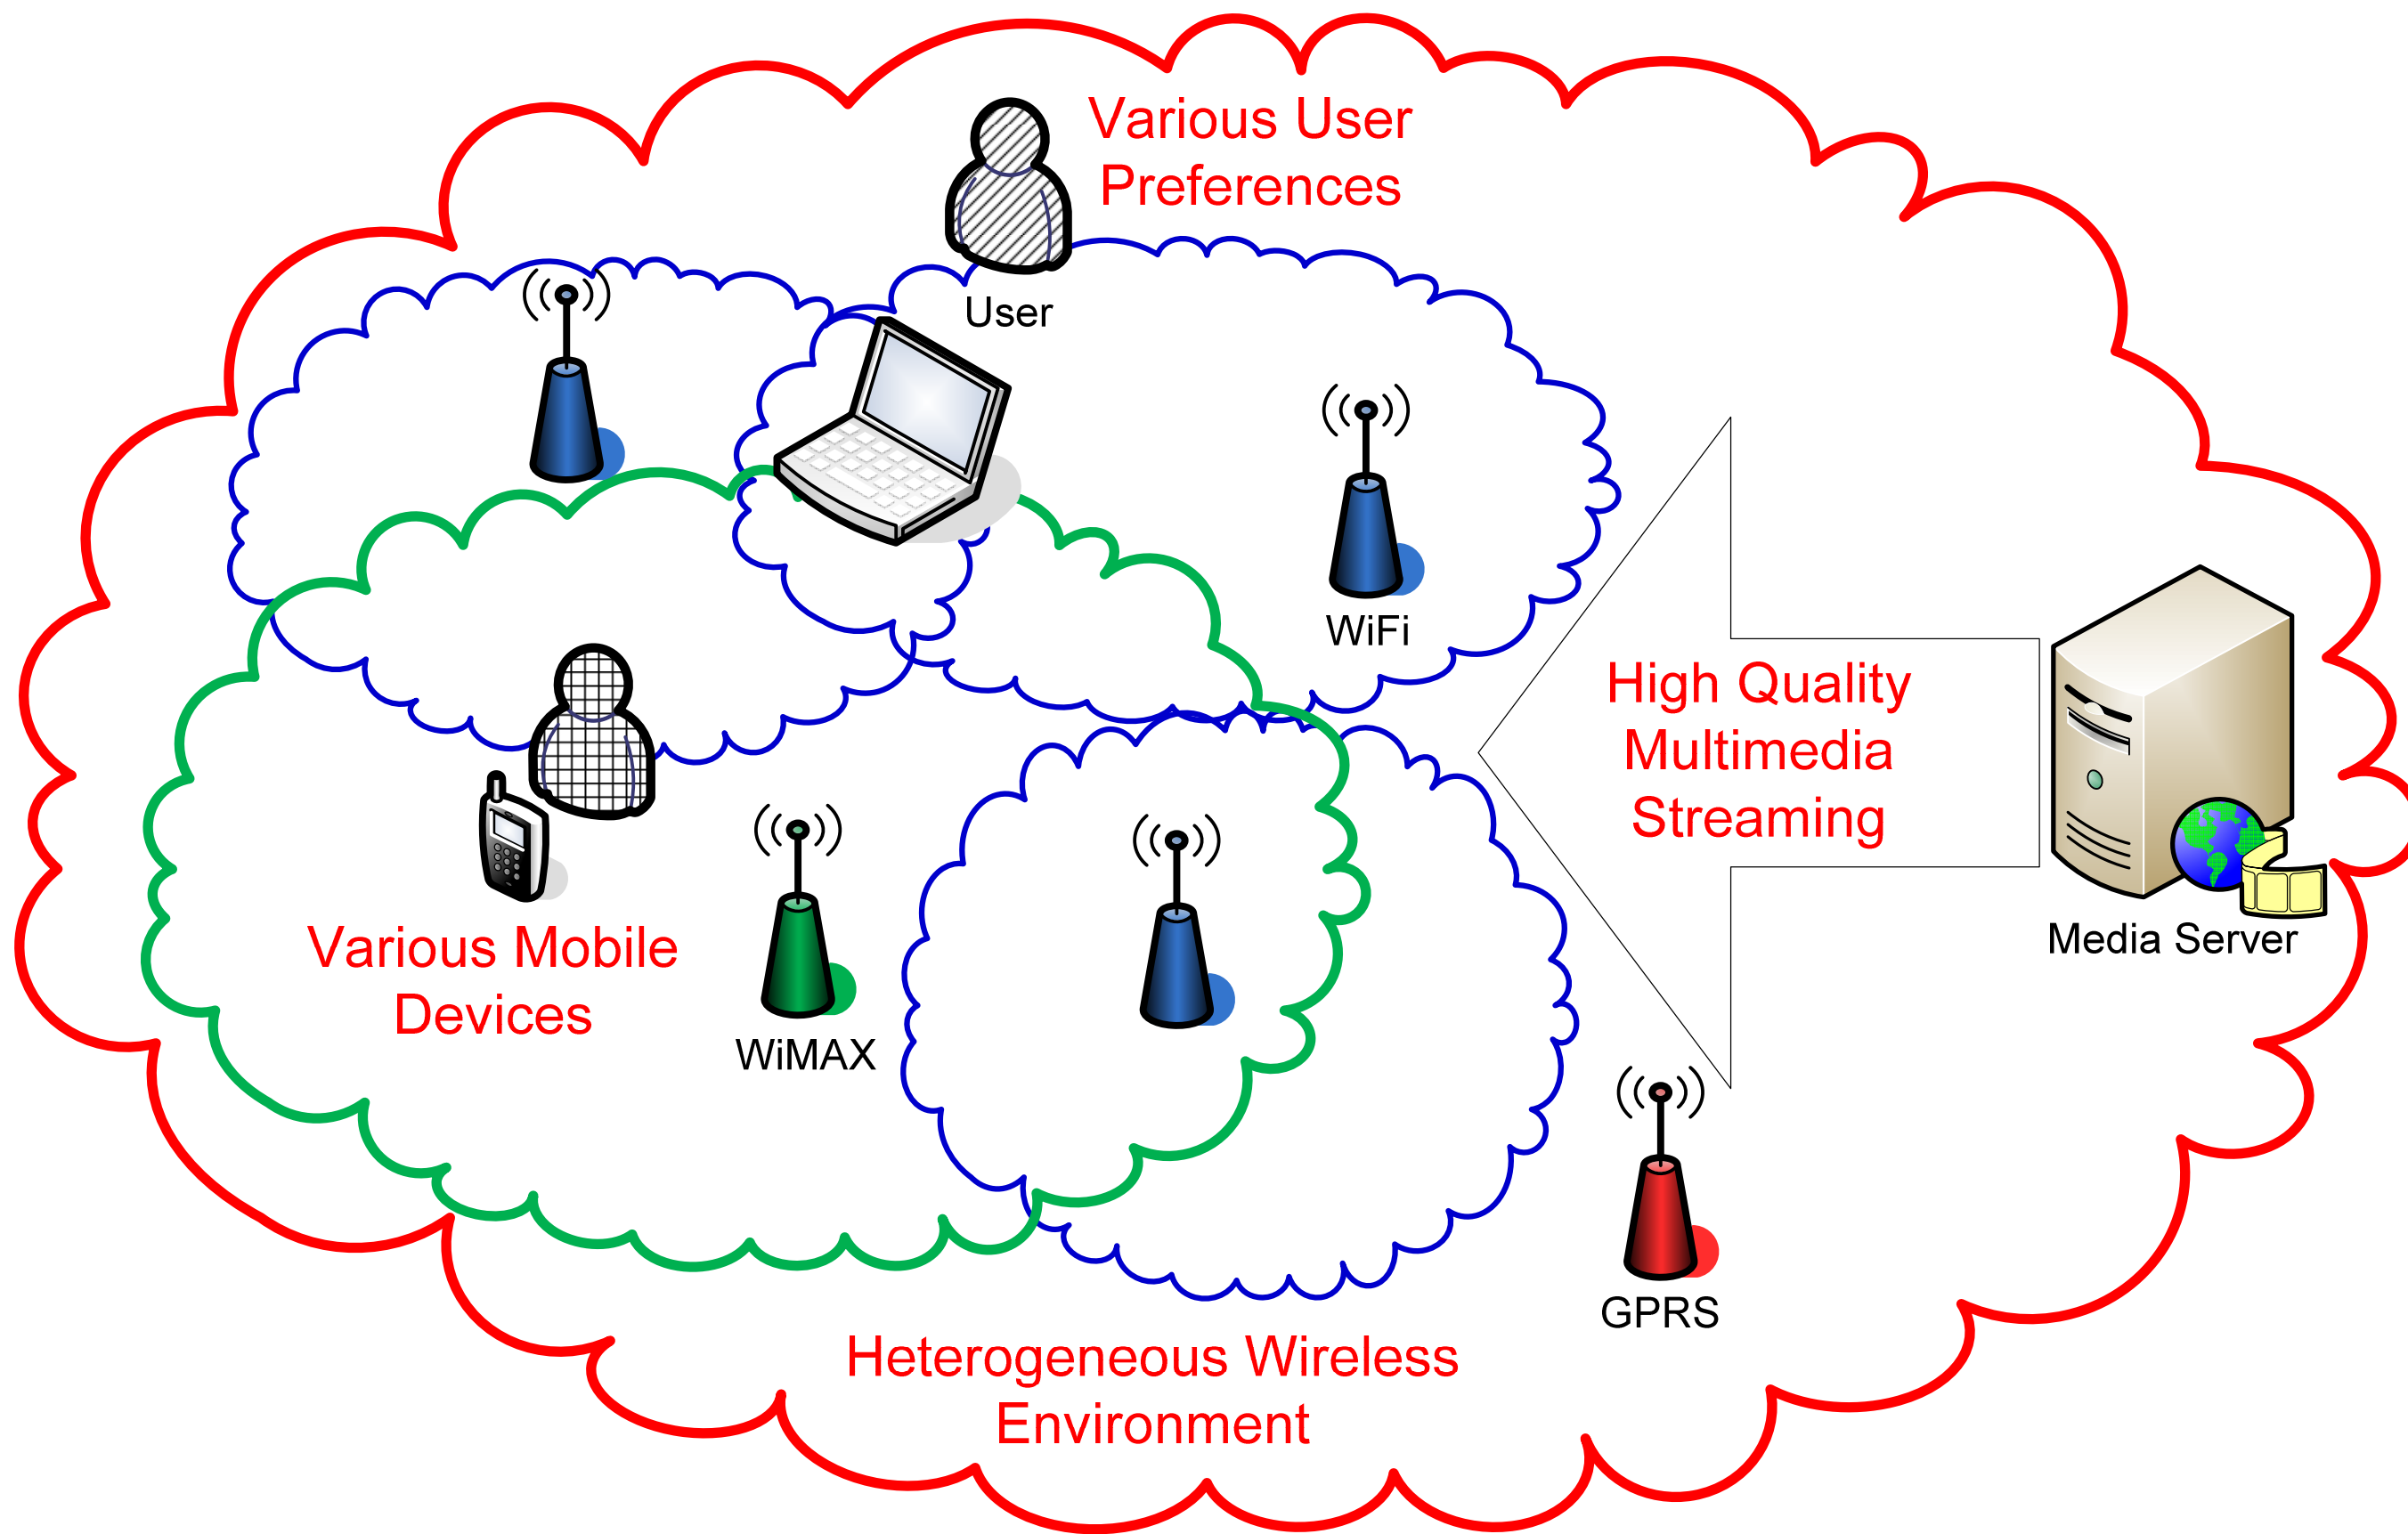 Various User
Preferences
User
WiFi
High Quality
Multimedia
Streaming
Media Server
Various Mobile
Devices
WiMAX
GPRS
Heterogeneous Wireless
Environment